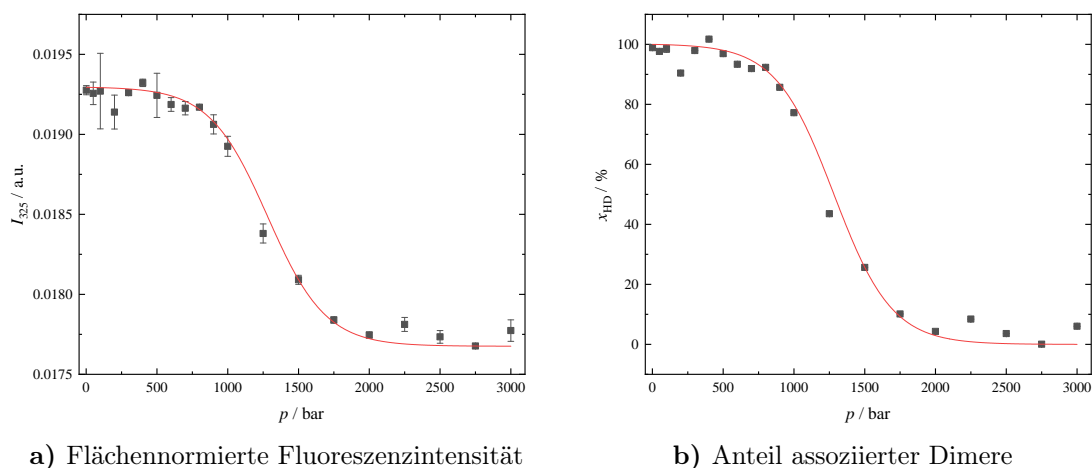 0.0195
0.0190
0.0185
0.0180
0.0175
I325 / a.u.
0 500 1000 1500 2000 2500 3000
p / bar
a) Flächennormierte Fluoreszenzintensität
100
80
60
40
20
0
xHD / %
0 500 1000 1500 2000 2500 3000
p / bar
b) Anteil assoziierter Dimere